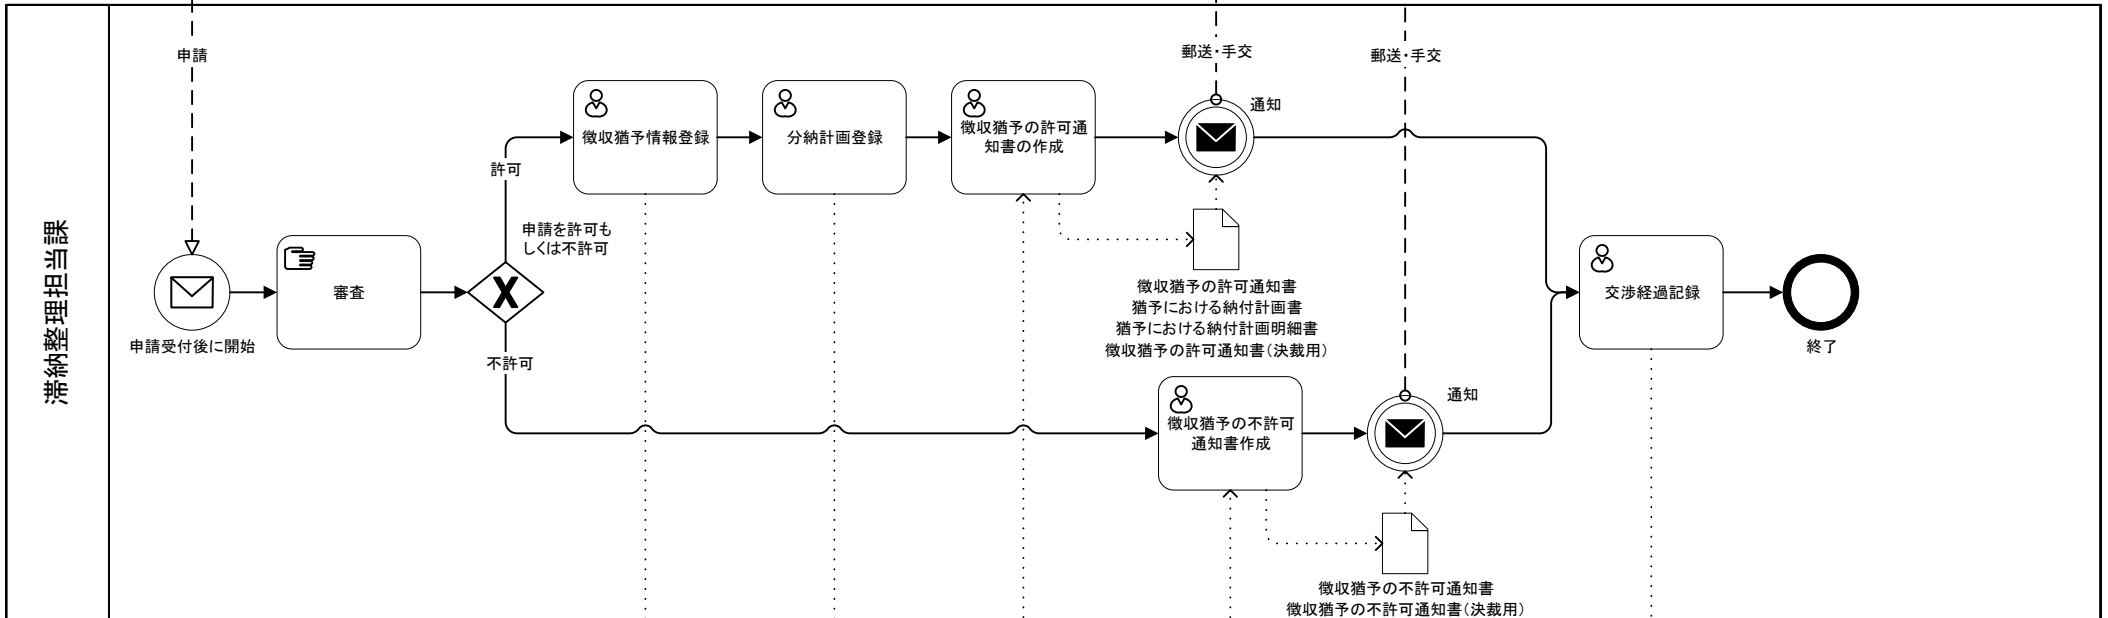 滞納整理担当課
申請
郵送・手交
郵送・手交
通知
徴収猶予情報登録
分納計画登録
徴収猶予の許可通
知書の作成
許可
申請を許可も
しくは不許可
審査
申請受付後に開始
不許可
徴収猶予の許可通知書
猶予における納付計画書
猶予における納付計画明細書
徴収猶予の許可通知書（決裁用）
交渉経過記録
終了
通知
徴収猶予の不許可
通知書作成
徴収猶予の不許可通知書
徴収猶予の不許可通知書（決裁用）